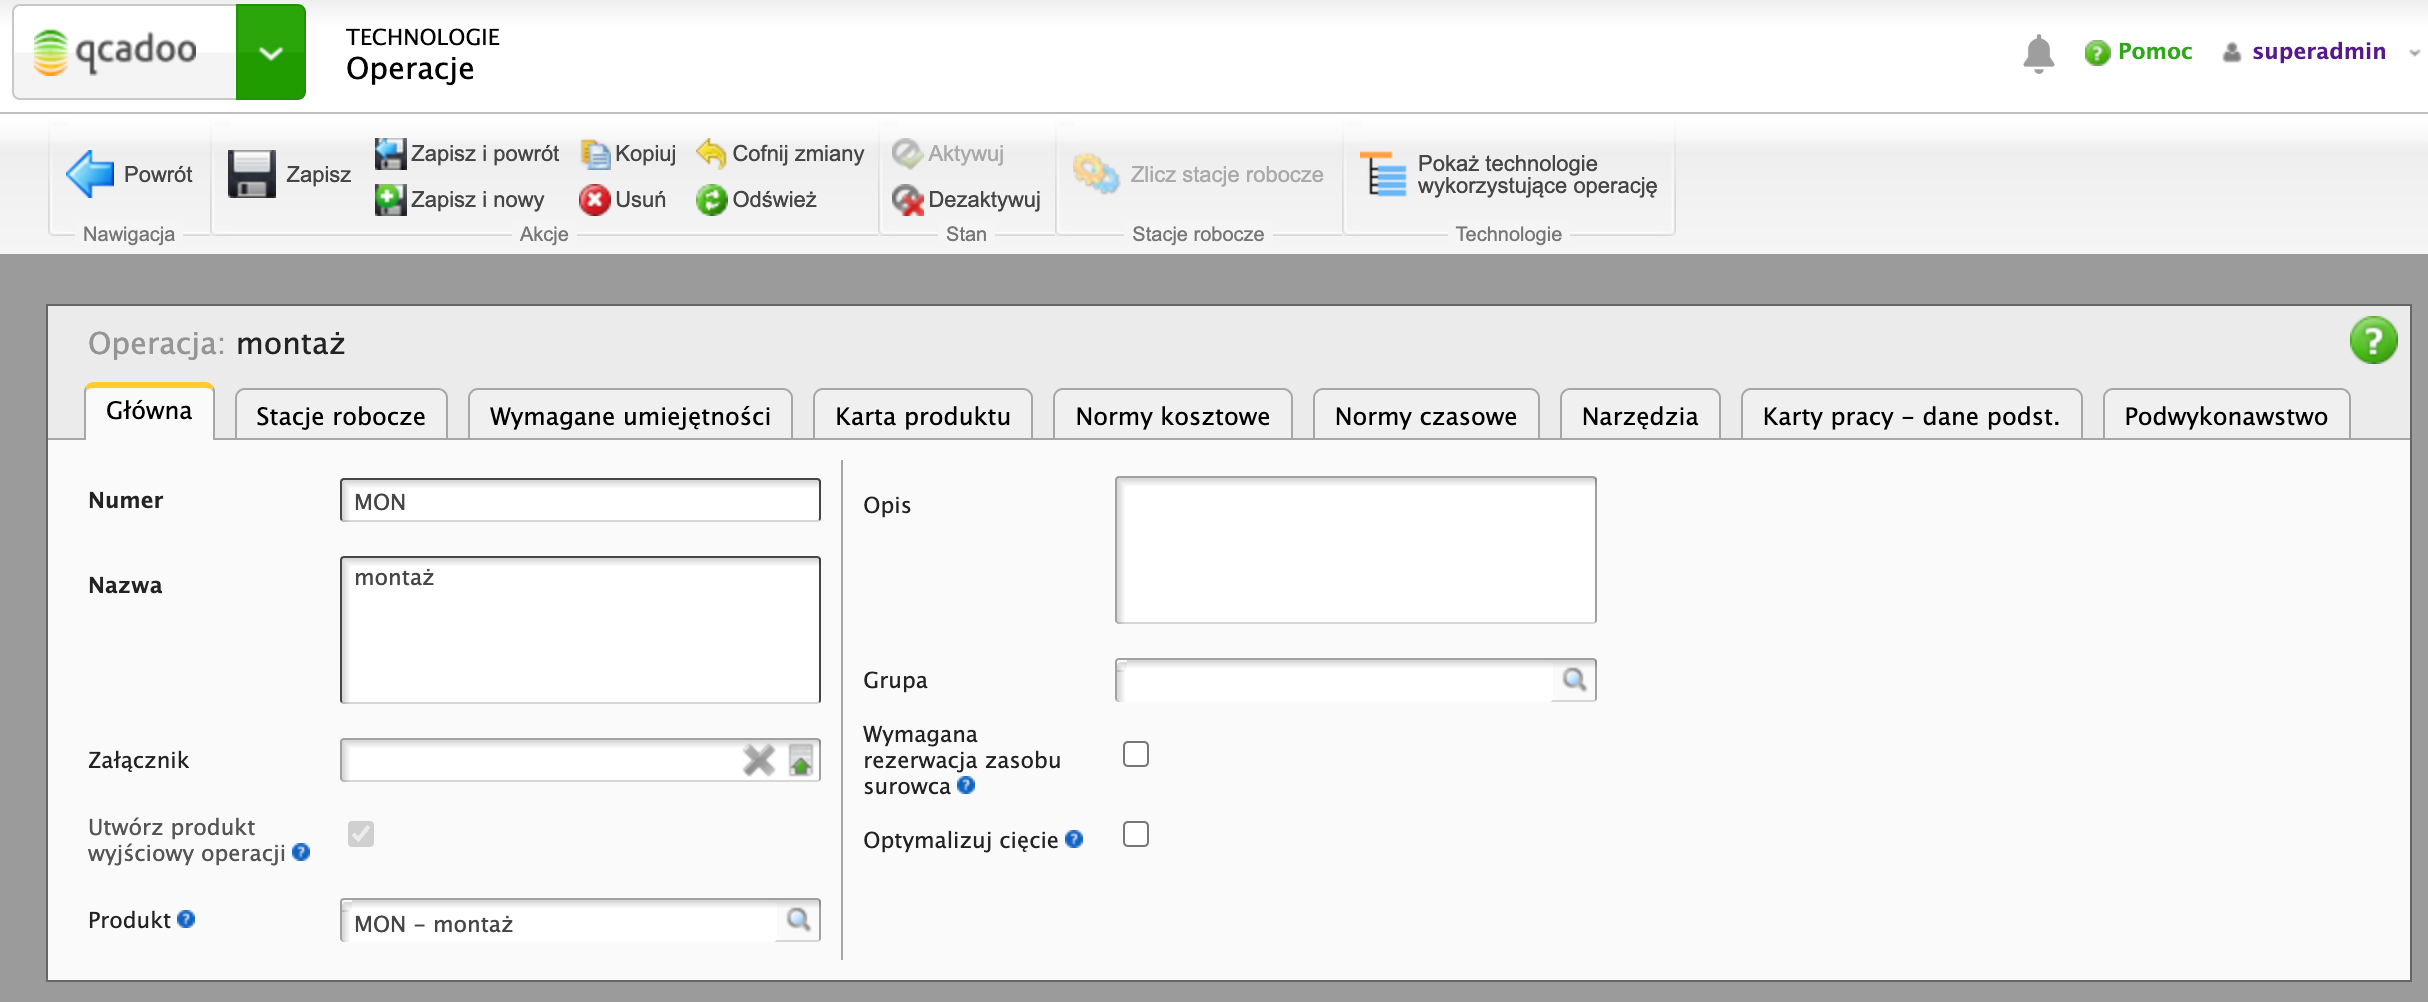 qcadoo
TECHNOLOGIE
Operacje
Pomoc
superadmin
Powrót
Nawigacja
Zapisz
Zapisz i powrót
Kopiuj
Cofnij zmiany
Zapisz i nowy
Usuń
Odśwież
Akcje
Aktywuj
Dezaktywuj
Stan
Zlicz stacje robocze
Stacje robocze
Pokaż technologie
wykorzystujące operację
Technologie
Operacja: montaż
Główna
Stacje robocze
Wymagane umiejętności
Karta produktu
Normy kosztowe
Normy czasowe
Narzędzia
Karty pracy - dane podst.
Podwykonawstwo
Numer
MON
Nazwa
montaż
Załącznik
Utwórz produkt
wyjściowy operacji
Produkt
MON - montaż
Opis
Grupa
Wymagana
rezerwacja zasobu
surowca
Optymalizuj cięcie